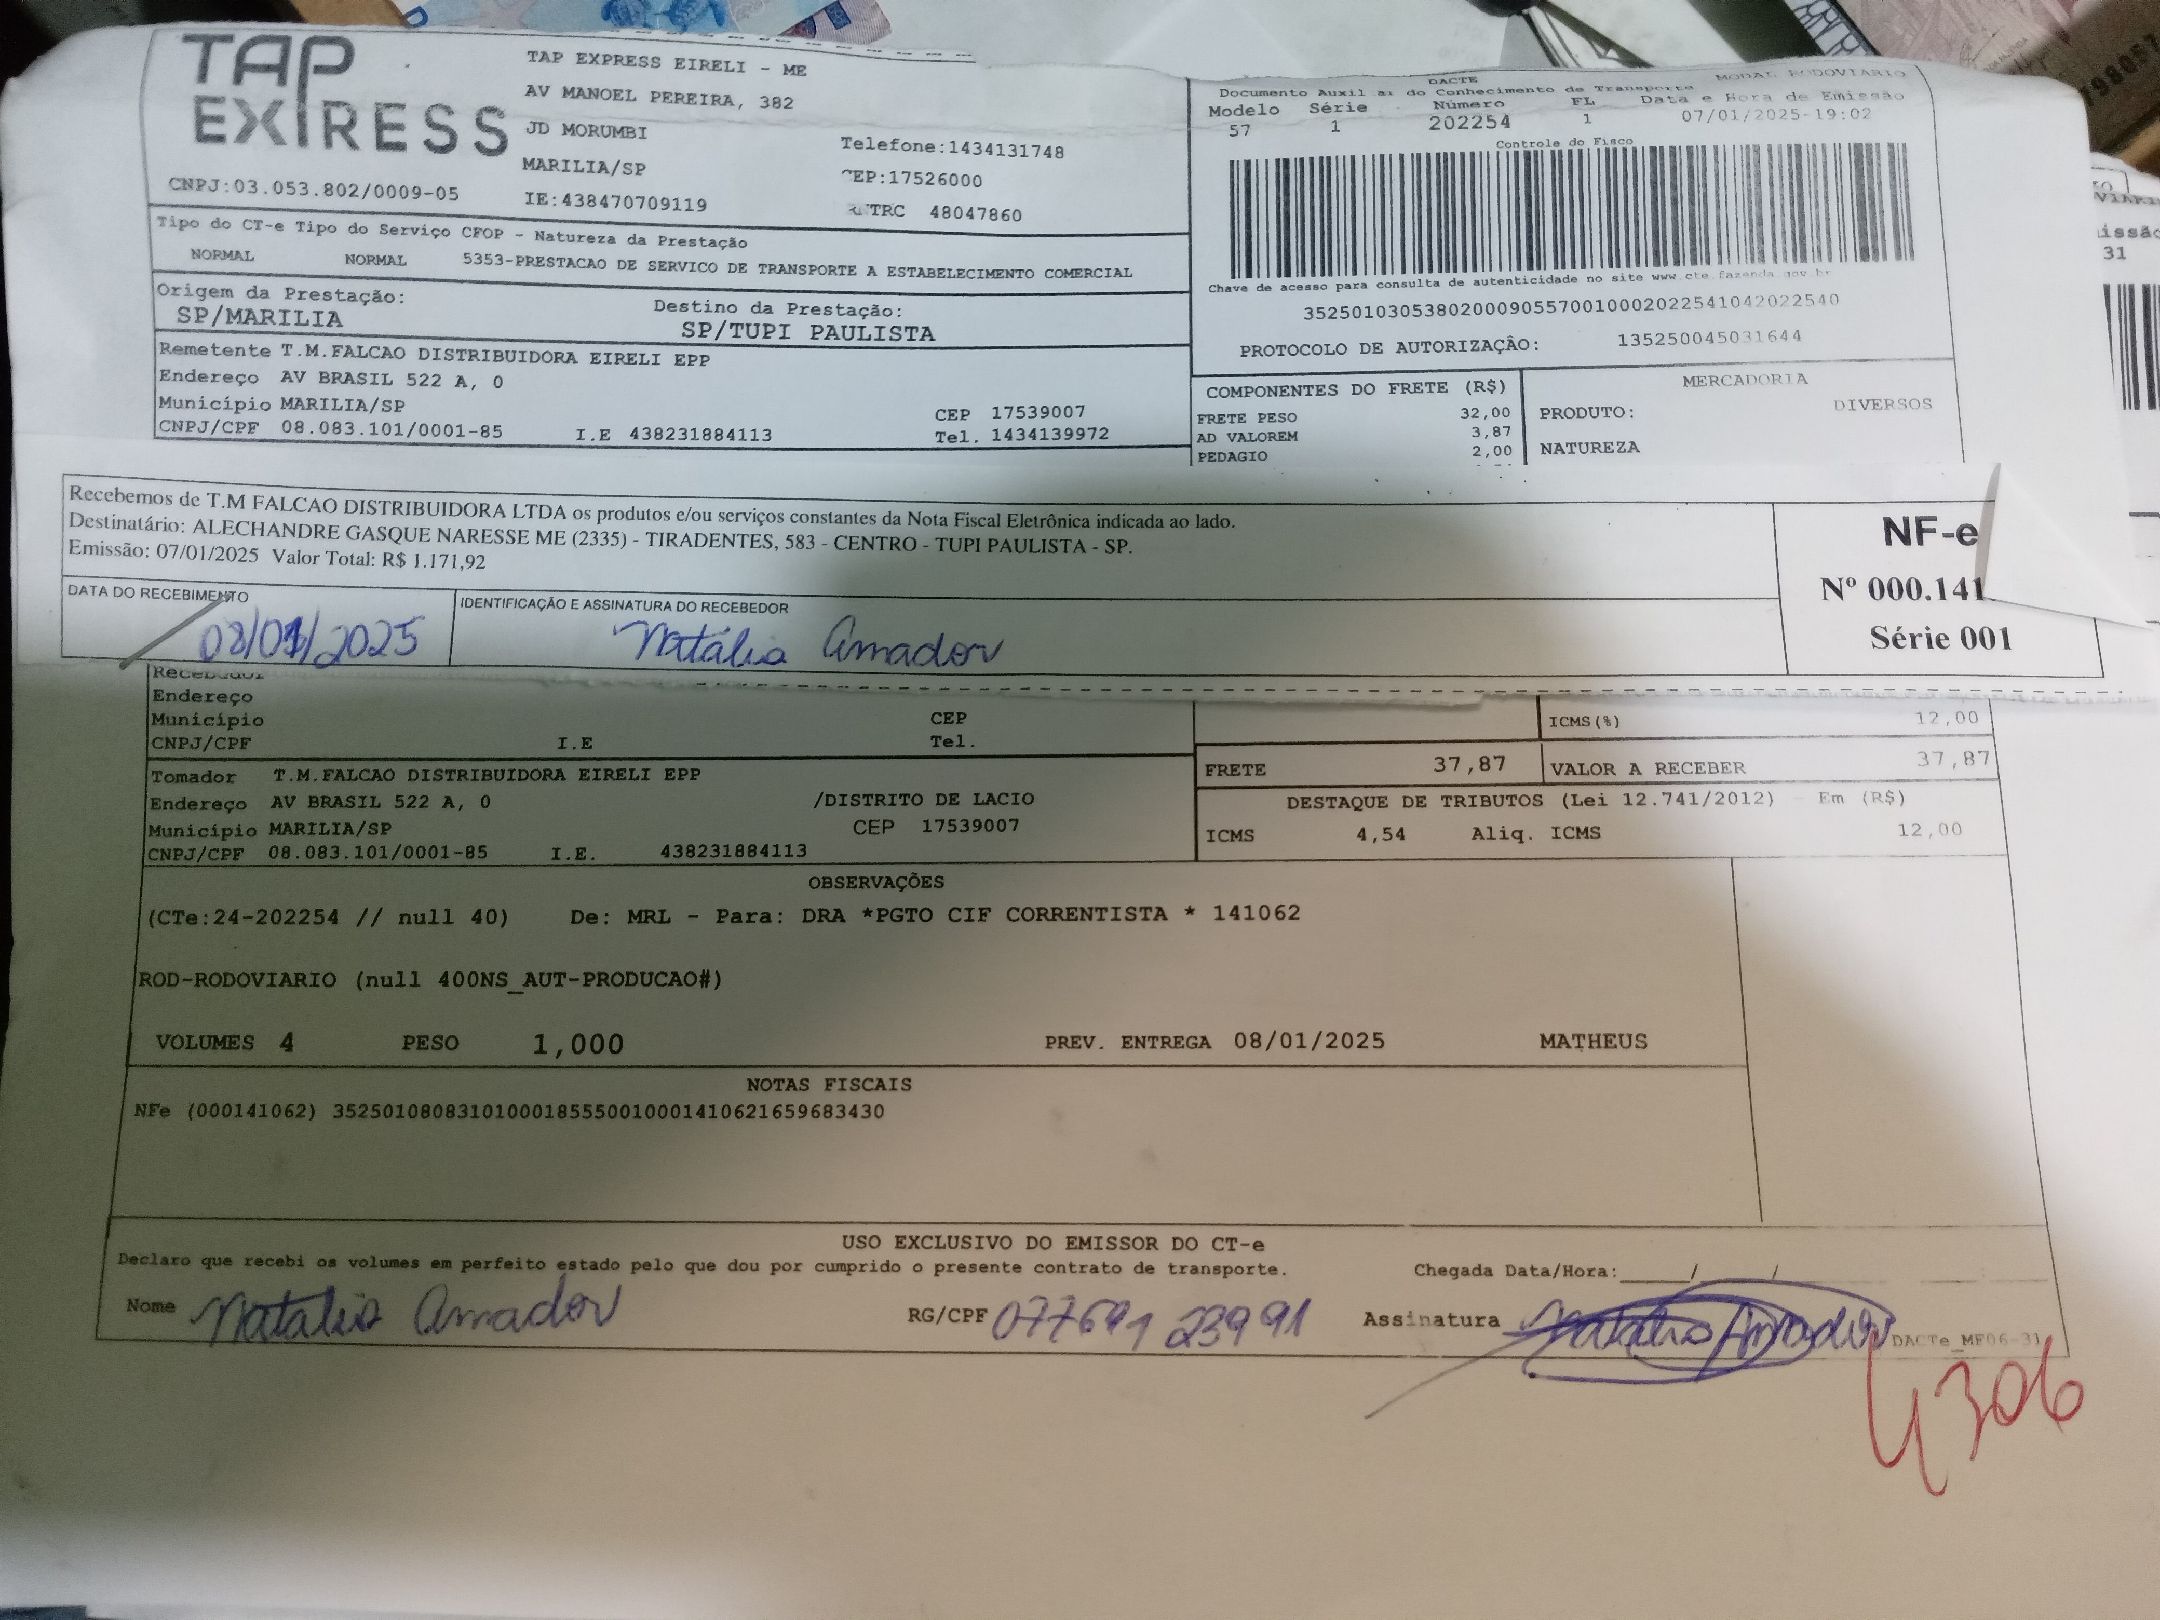 TAP EXPRESS
TAP EXPRESS EIRELI - ME
AV MANOEL PEREIRA, 382
JD MORUMBI
Telefone:1434131748
MARILIA/SP
CEP:17526000
CNPJ:03.053.802/0009-05
IE:438470709119
RNTRC 48047860
DACTE
MODAL RODOVIARIO
Documento Auxiliar do Conhecimento de Transporte
Modelo Série Número FL Data e Hora de Emissão
57 1 202254 1 07/01/2025-19:02
Controle do Fisco
Chave de acesso para consulta de autenticidade no site www.cte.fazenda.gov.br
35250103053802000905570010002022541042022540
PROTOCOLO DE AUTORIZAÇÃO: 135250045031644
Tipo do CT-e Tipo do Serviço CFOP - Natureza da Prestação
NORMAL NORMAL 5353-PRESTACAO DE SERVICO DE TRANSPORTE A ESTABELECIMENTO COMERCIAL
Origem da Prestação: Destino da Prestação:
SP/MARILIA SP/TUPI PAULISTA
Remetente T.M.FALCAO DISTRIBUIDORA EIRELI EPP
Endereço AV BRASIL 522 A, 0
Município MARILIA/SP CEP 17539007
CNPJ/CPF 08.083.101/0001-85 I.E 438231884113 Tel. 1434139972
COMPONENTES DO FRETE (R$)
FRETE PESO 32,00
AD VALOREM 3,87
PEDAGIO 2,00
MERCADORIA
PRODUTO: DIVERSOS
NATUREZA
Recebemos de T.M FALCAO DISTRIBUIDORA LTDA os produtos e/ou serviços constantes da Nota Fiscal Eletrônica indicada ao lado.
Destinatário: ALECHANDRE GASQUE NARESSE ME (2335) - TIRADENTES, 583 - CENTRO - TUPI PAULISTA - SP.
Emissão: 07/01/2025 Valor Total: R$ 1.171,92
NF-e
Nº 000.141
Série 001
DATA DO RECEBIMENTO
08/01/2025
IDENTIFICAÇÃO E ASSINATURA DO RECEBEDOR
Natália Amador
Endereço
Município CEP
CNPJ/CPF I.E Tel.
ICMS(%) 12,00
FRETE 37,87 VALOR A RECEBER 37,87
Tomador T.M.FALCAO DISTRIBUIDORA EIRELI EPP
Endereço AV BRASIL 522 A, 0 /DISTRITO DE LACIO
Município MARILIA/SP CEP 17539007
CNPJ/CPF 08.083.101/0001-85 I.E. 438231884113
DESTAQUE DE TRIBUTOS (Lei 12.741/2012) - Em (R$)
ICMS 4,54 Aliq. ICMS 12,00
OBSERVAÇÕES
(CTe:24-202254 // null 40) De: MRL - Para: DRA *PGTO CIF CORRENTISTA * 141062
ROD-RODOVIARIO (null 400NS_AUT-PRODUCAO#)
VOLUMES 4 PESO 1,000 PREV. ENTREGA 08/01/2025 MATHEUS
NOTAS FISCAIS
NFe (000141062) 35250108083101000185550010001410621659683430
USO EXCLUSIVO DO EMISSOR DO CT-e
Declaro que recebi os volumes em perfeito estado pelo que dou por cumprido o presente contrato de transporte.
Chegada Data/Hora:____/____/
Nome Natalia Amador RG/CPF 07769123991 Assinatura Natalia Amador
DACTe_MF06-31
4306